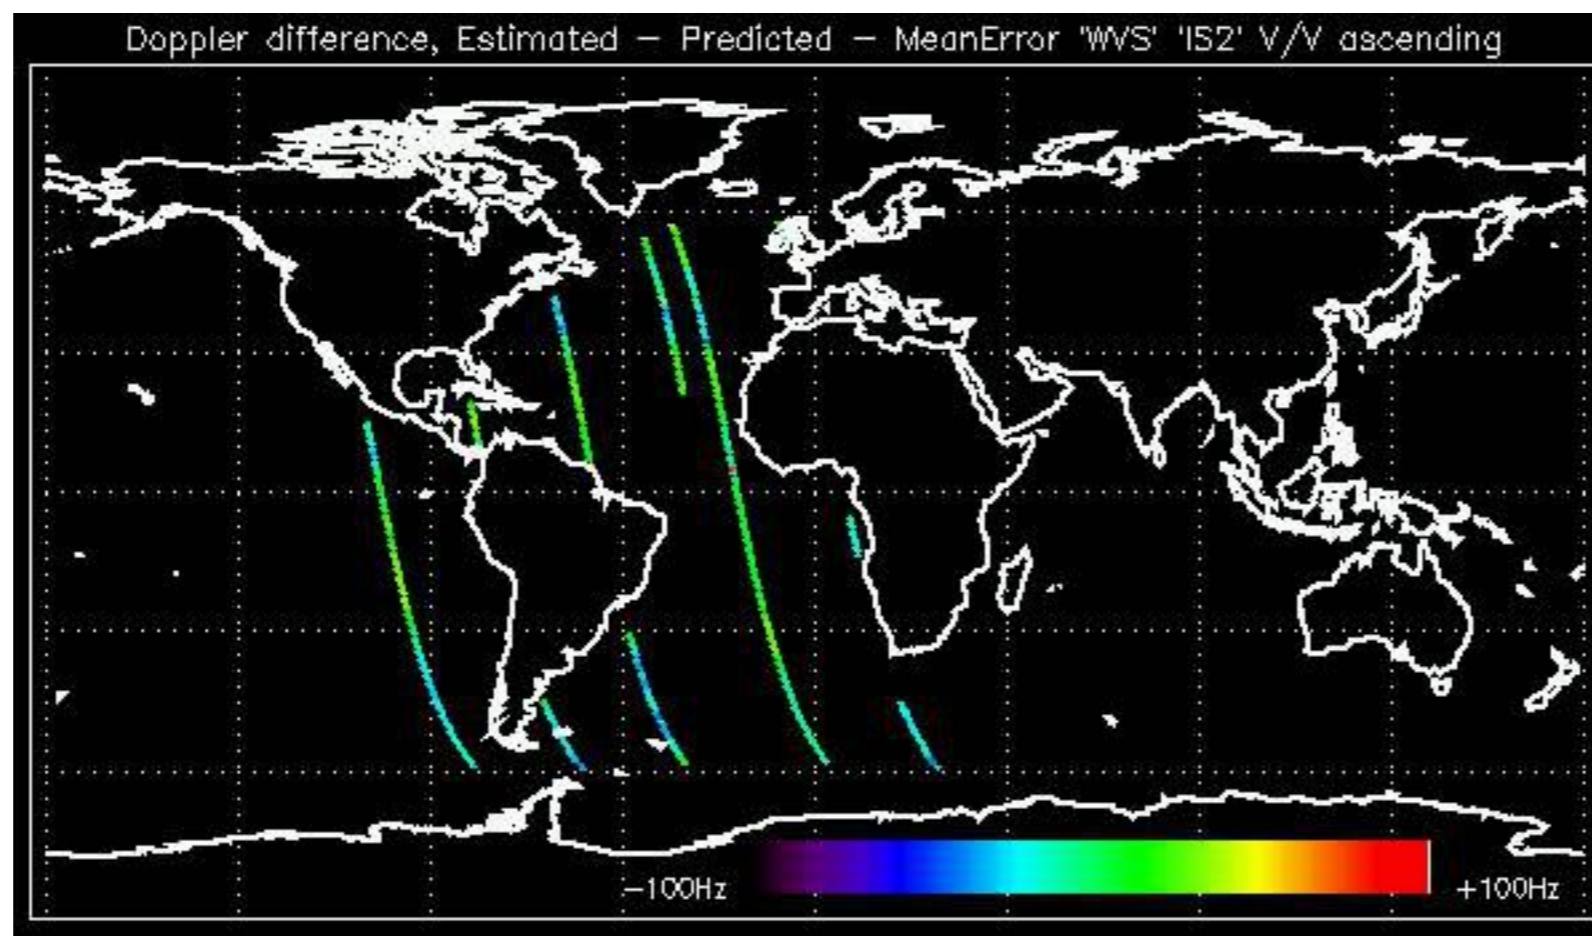 Doppler difference, Estimated – Predicted – MeanError 'WVS' 'IS2' V/V ascending
–100Hz +100Hz